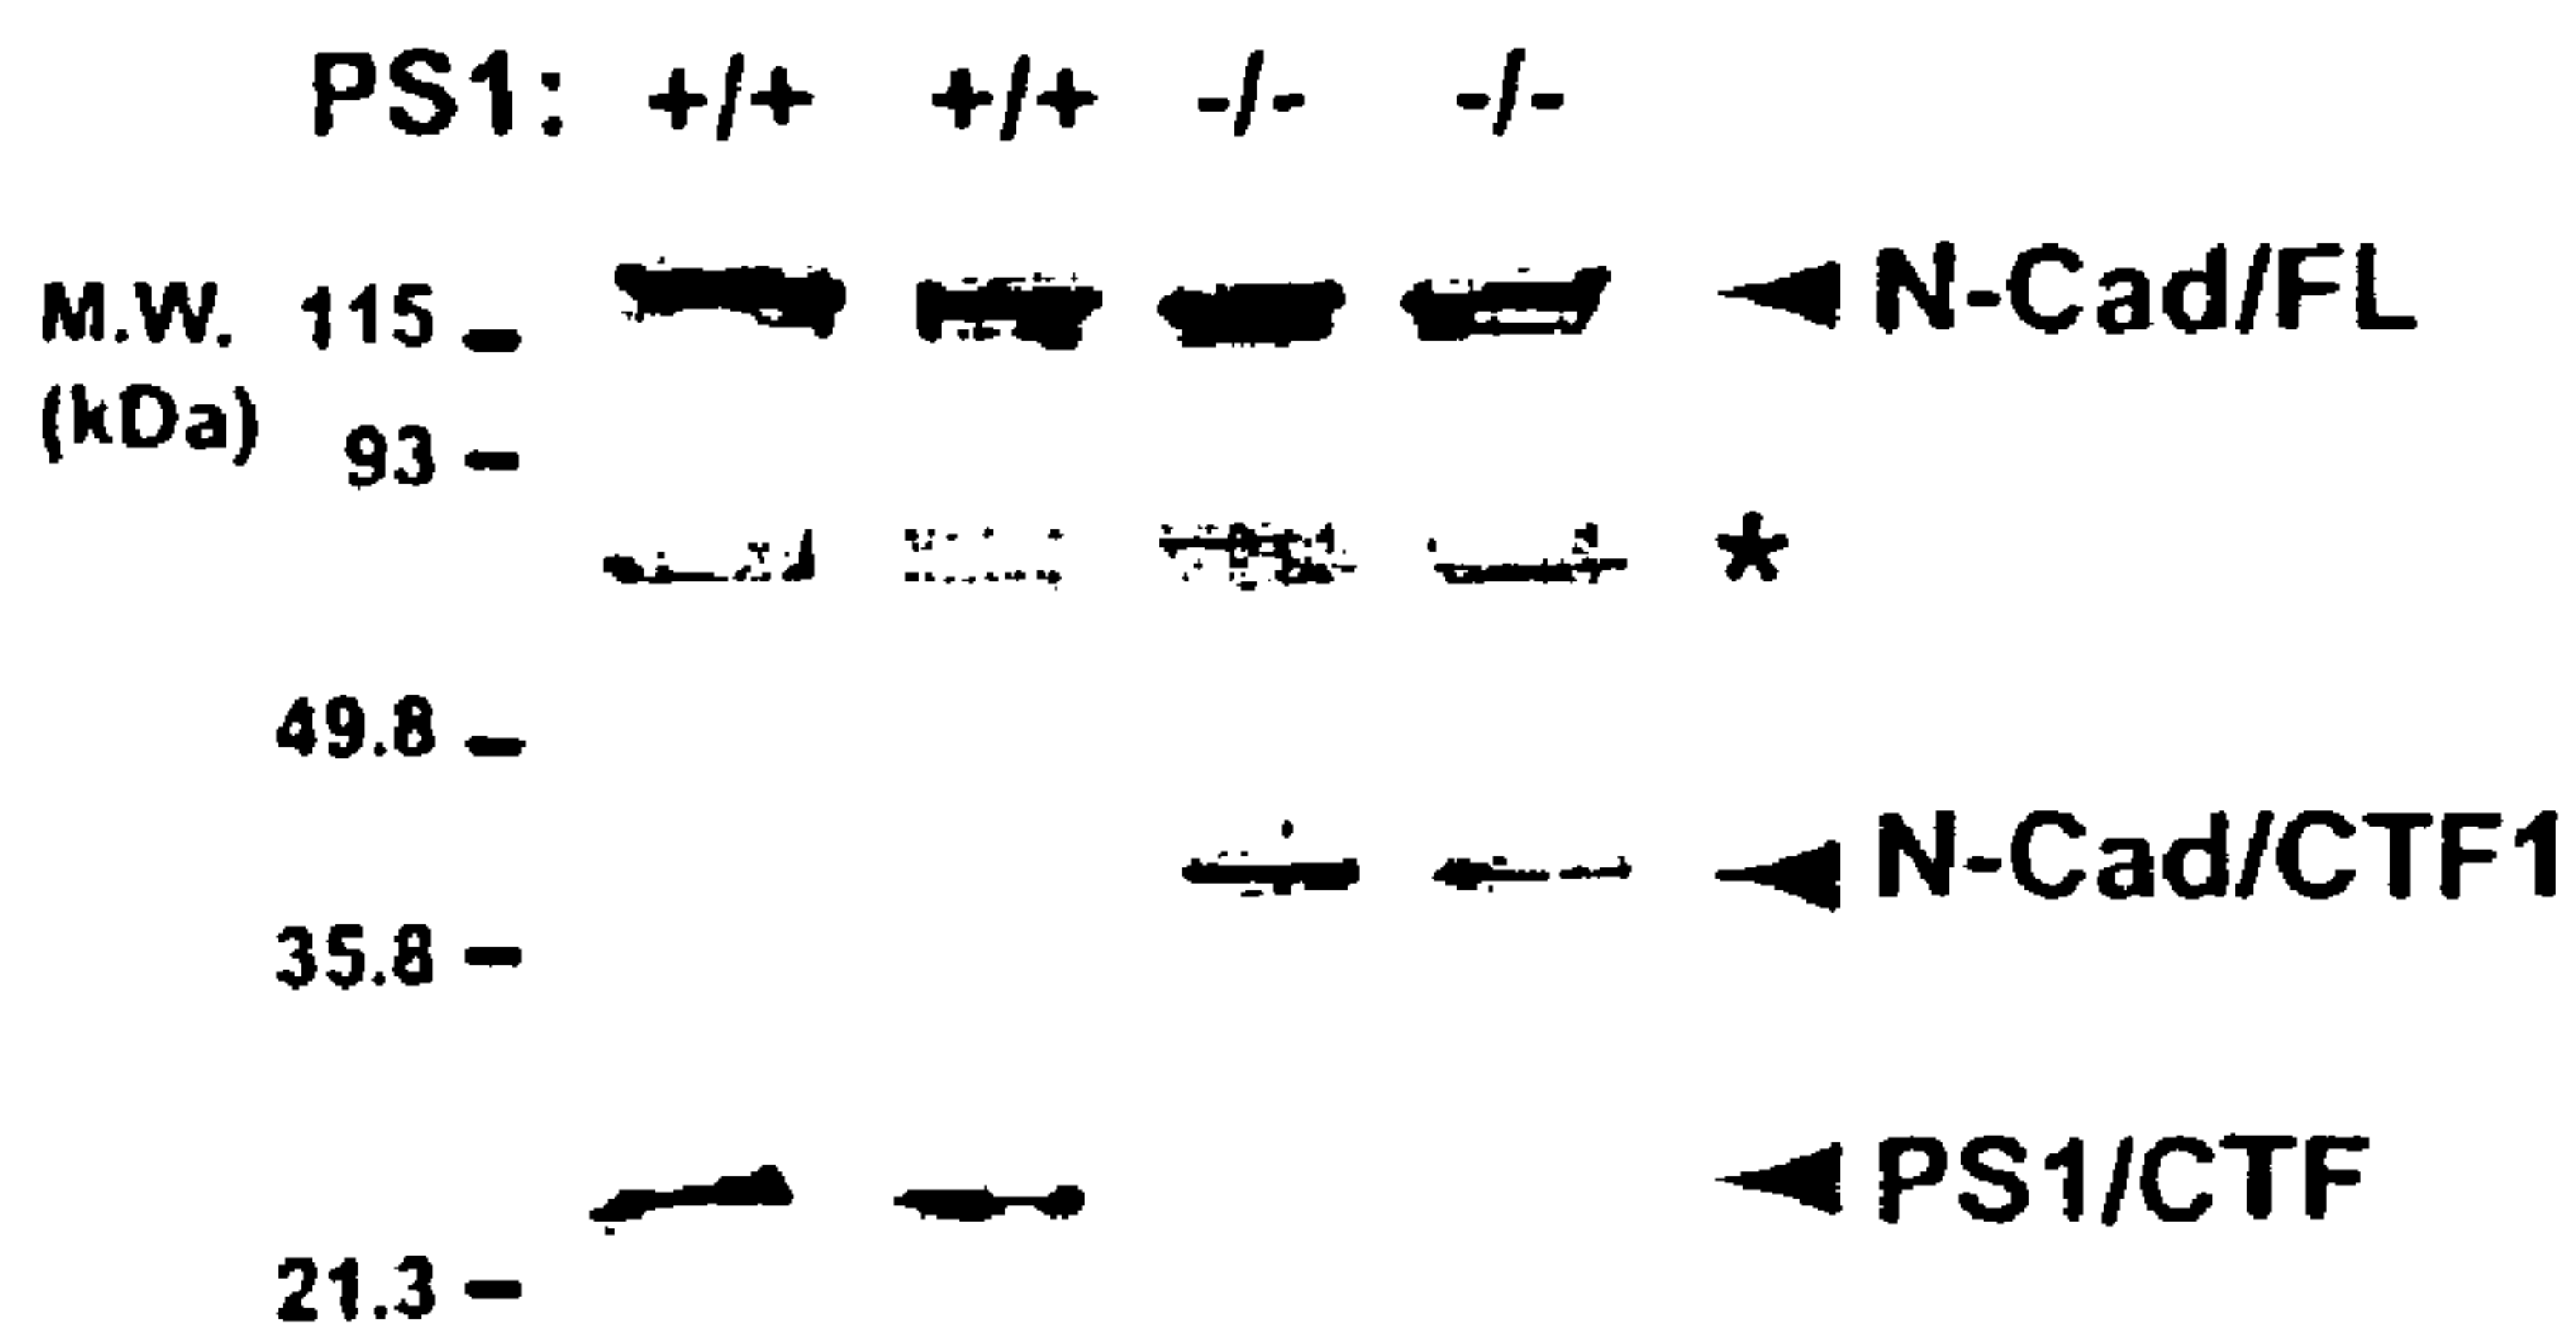 PS1: +/+ +/+ -/- -/-
M.W. 115 N-Cad/FL
(kDa) 93
*
49.8
N-Cad/CTF1
35.8
PS1/CTF
21.3